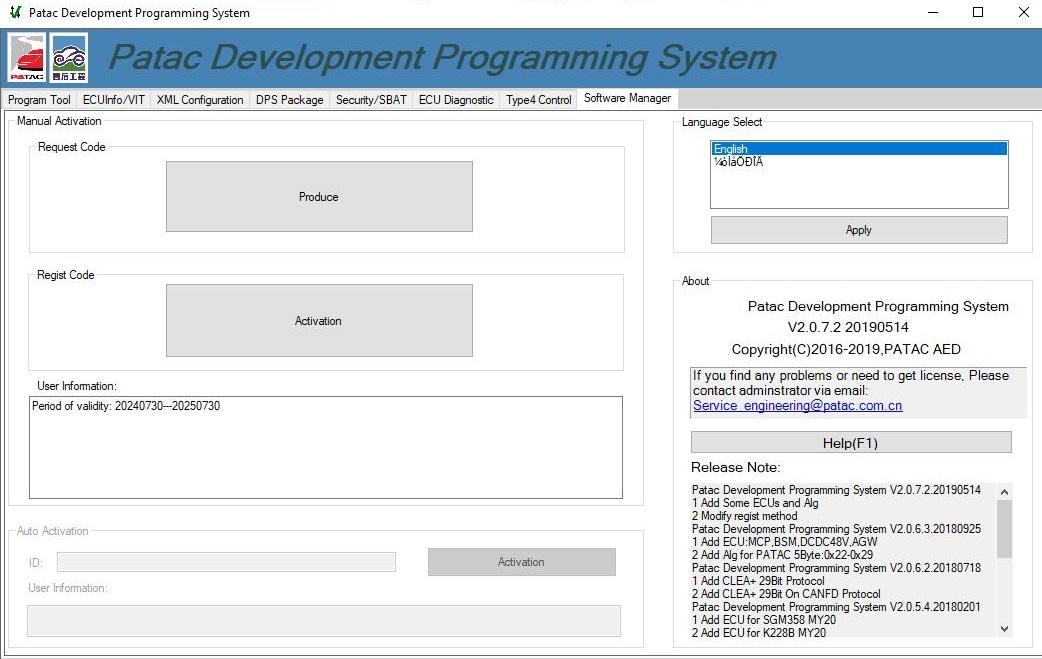 Patac Development Programming System
PATAC
售后工程
Patac Development Programming System
Program Tool ECUInfo/VIT XML Configuration DPS Package Security/SBAT ECU Diagnostic Type4 Control Software Manager
Manual Activation
Request Code
Produce
Regist Code
Activation
User Information:
Period of validity: 20240730---20250730
Auto Activation
ID:
Activation
User Information:
Language Select
English
¼òÌåÖÐÎÄ
Apply
About
Patac Development Programming System
V2.0.7.2 20190514
Copyright(C)2016-2019,PATAC AED
If you find any problems or need to get license, Please
contact adminstrator via email:
Service_engineering@patac.com.cn
Help(F1)
Release Note:
Patac Development Programming System V2.0.7.2.20190514
1 Add Some ECUs and Alg
2 Modify regist method
Patac Development Programming System V2.0.6.3.20180925
1 Add ECU:MCP,BSM,DCDC48V,AGW
2 Add Alg for PATAC 5Byte:0x22-0x29
Patac Development Programming System V2.0.6.2.20180718
1 Add CLEA+ 29Bit Protocol
2 Add CLEA+ 29Bit On CANFD Protocol
Patac Development Programming System V2.0.5.4.20180201
1 Add ECU for SGM358 MY20
2 Add ECU for K228B MY20